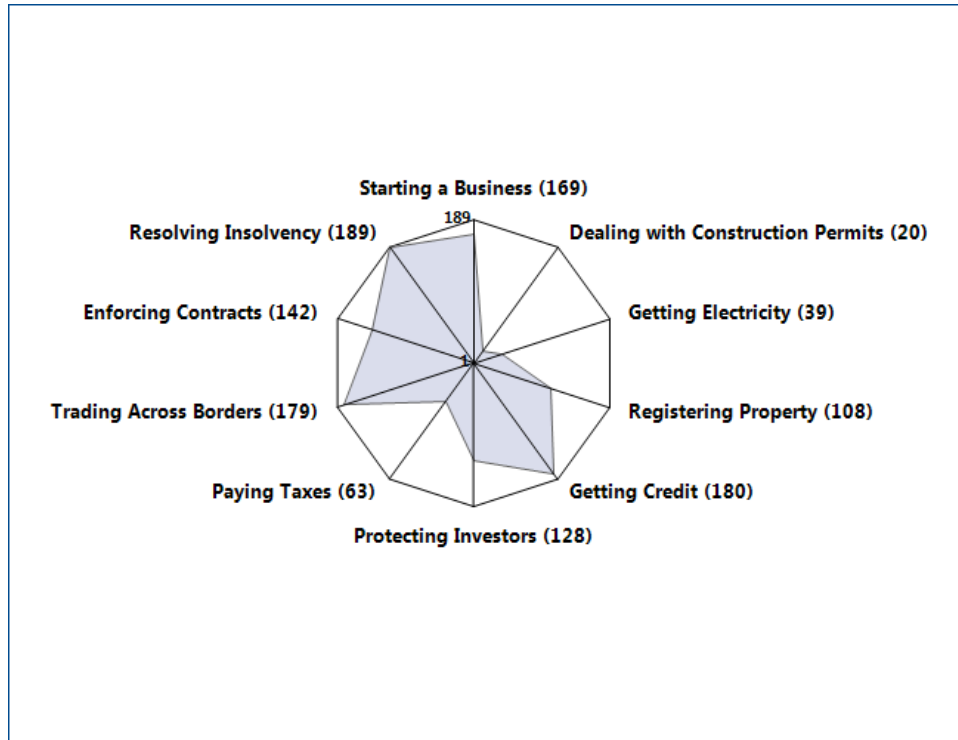 Starting a Business (169)
189
Resolving Insolvency (189)
Dealing with Construction Permits (20)
Enforcing Contracts (142)
Getting Electricity (39)
1
Trading Across Borders (179)
Registering Property (108)
Paying Taxes (63)
Getting Credit (180)
Protecting Investors (128)